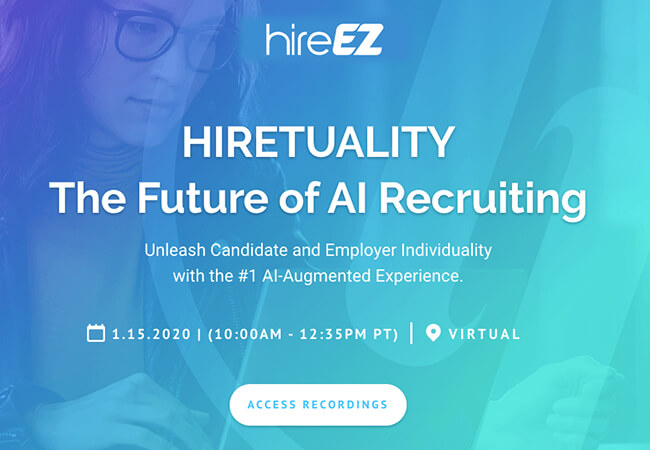 hireEZ
HIRETUALITY
The Future of AI Recruiting
Unleash Candidate and Employer Individuality
with the #1 AI-Augmented Experience.
1.15.2020 | (10:00AM - 12:35PM PT) | VIRTUAL
ACCESS RECORDINGS